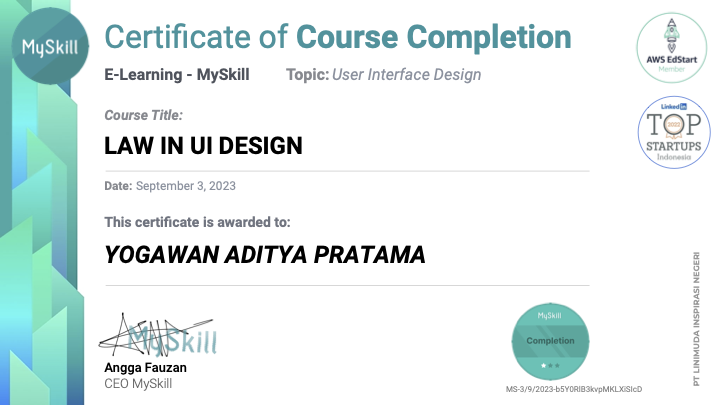 MySkill
Certificate of Course Completion
E-Learning - MySkill Topic: User Interface Design
AWS EdStart
Member
LinkedIn
TOP
2022
STARTUPS
Indonesia
Course Title:
LAW IN UI DESIGN
Date: September 3, 2023
This certificate is awarded to:
YOGAWAN ADITYA PRATAMA
MySkill
Angga Fauzan
CEO MySkill
MySkill
Completion
MS-3/9/2023-b5Y0RIB3kvpMKLXiSIcD
PT LINIMUDA INSPIRASI NEGERI